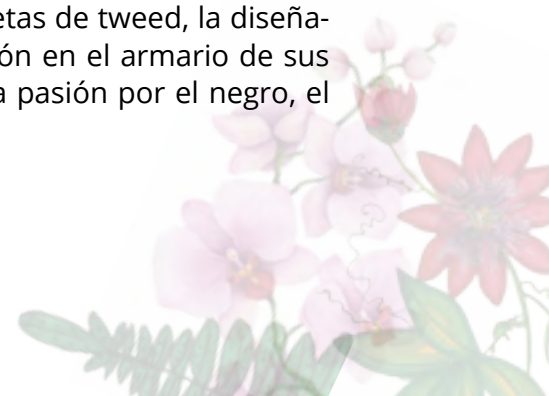 etas de tweed, la diseña-
ón en el armario de sus
a pasión por el negro, el